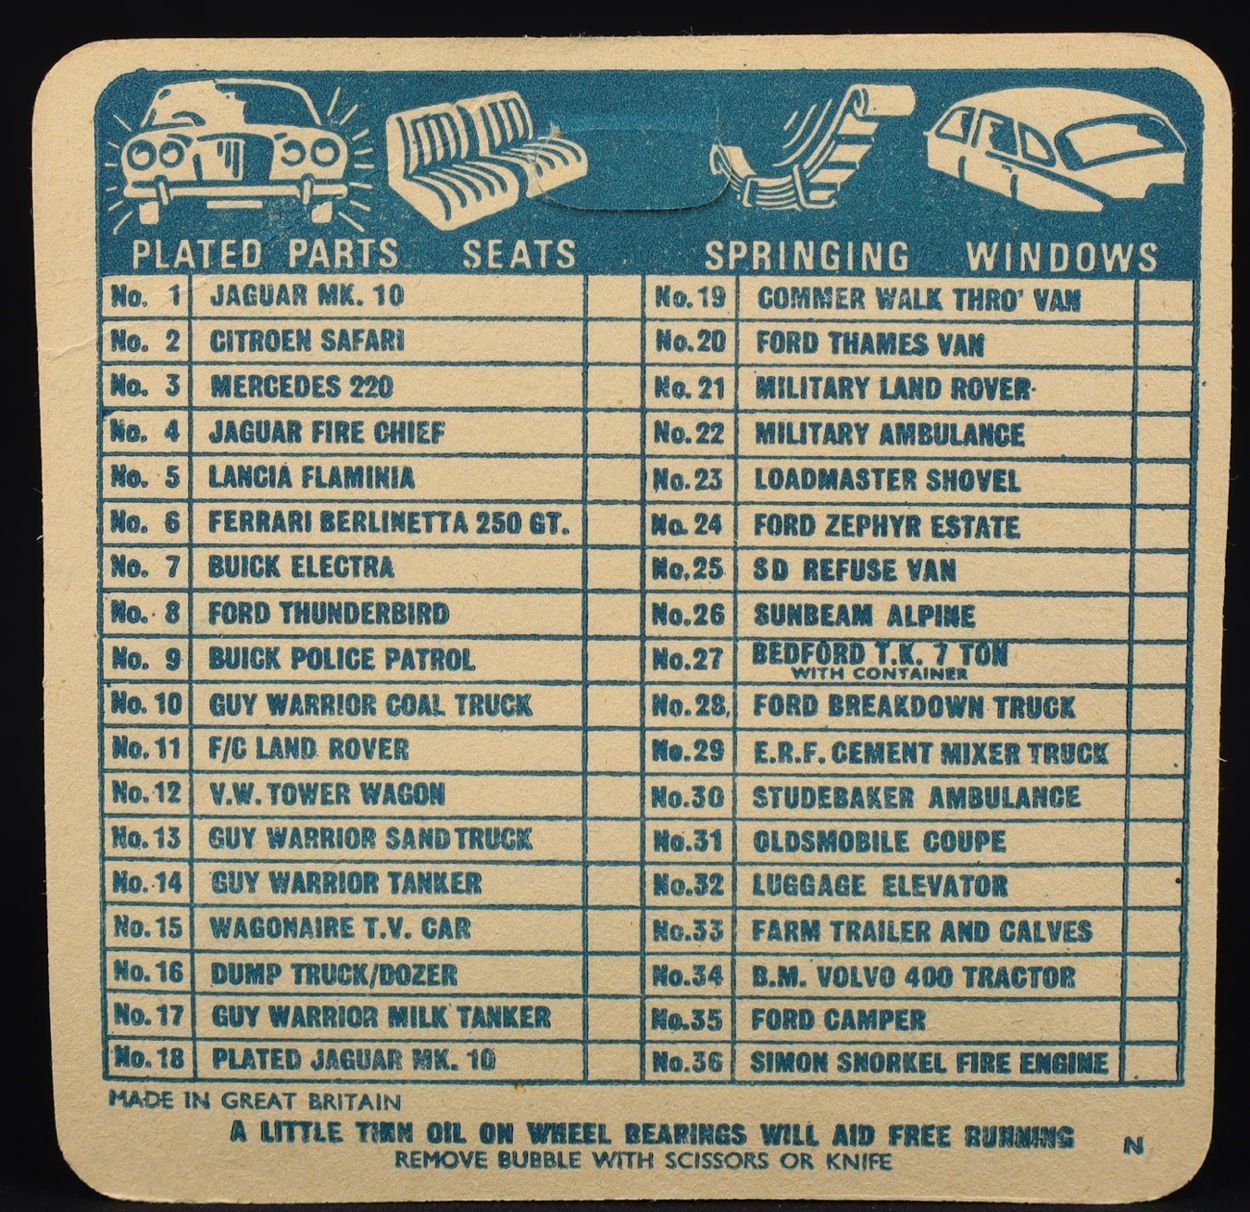 PLATED PARTS SEATS SPRINGING WINDOWS
No. 1 JAGUAR MK. 10
No. 2 CITROEN SAFARI
No. 3 MERCEDES 220
No. 4 JAGUAR FIRE CHIEF
No. 5 LANCIA FLAMINIA
No. 6 FERRARI BERLINETTA 250 GT.
No. 7 BUICK ELECTRA
No. 8 FORD THUNDERBIRD
No. 9 BUICK POLICE PATROL
No. 10 GUY WARRIOR COAL TRUCK
No. 11 F/C LAND ROVER
No. 12 V.W. TOWER WAGON
No. 13 GUY WARRIOR SAND TRUCK
No. 14 GUY WARRIOR TANKER
No. 15 WAGONAIRE T.V. CAR
No. 16 DUMP TRUCK/DOZER
No. 17 GUY WARRIOR MILK TANKER
No. 18 PLATED JAGUAR MK. 10
No. 19 COMMER WALK THRO' VAN
No. 20 FORD THAMES VAN
No. 21 MILITARY LAND ROVER
No. 22 MILITARY AMBULANCE
No. 23 LOADMASTER SHOVEL
No. 24 FORD ZEPHYR ESTATE
No. 25 SD REFUSE VAN
No. 26 SUNBEAM ALPINE
No. 27 BEDFORD T.K. 7 TON
WITH CONTAINER
No. 28 FORD BREAKDOWN TRUCK
No. 29 E.R.F. CEMENT MIXER TRUCK
No. 30 STUDEBAKER AMBULANCE
No. 31 OLDSMOBILE COUPE
No. 32 LUGGAGE ELEVATOR
No. 33 FARM TRAILER AND CALVES
No. 34 B.M. VOLVO 400 TRACTOR
No. 35 FORD CAMPER
No. 36 SIMON SNORKEL FIRE ENGINE
MADE IN GREAT BRITAIN
A LITTLE THIN OIL ON WHEEL BEARINGS WILL AID FREE RUNNING
REMOVE BUBBLE WITH SCISSORS OR KNIFE
N